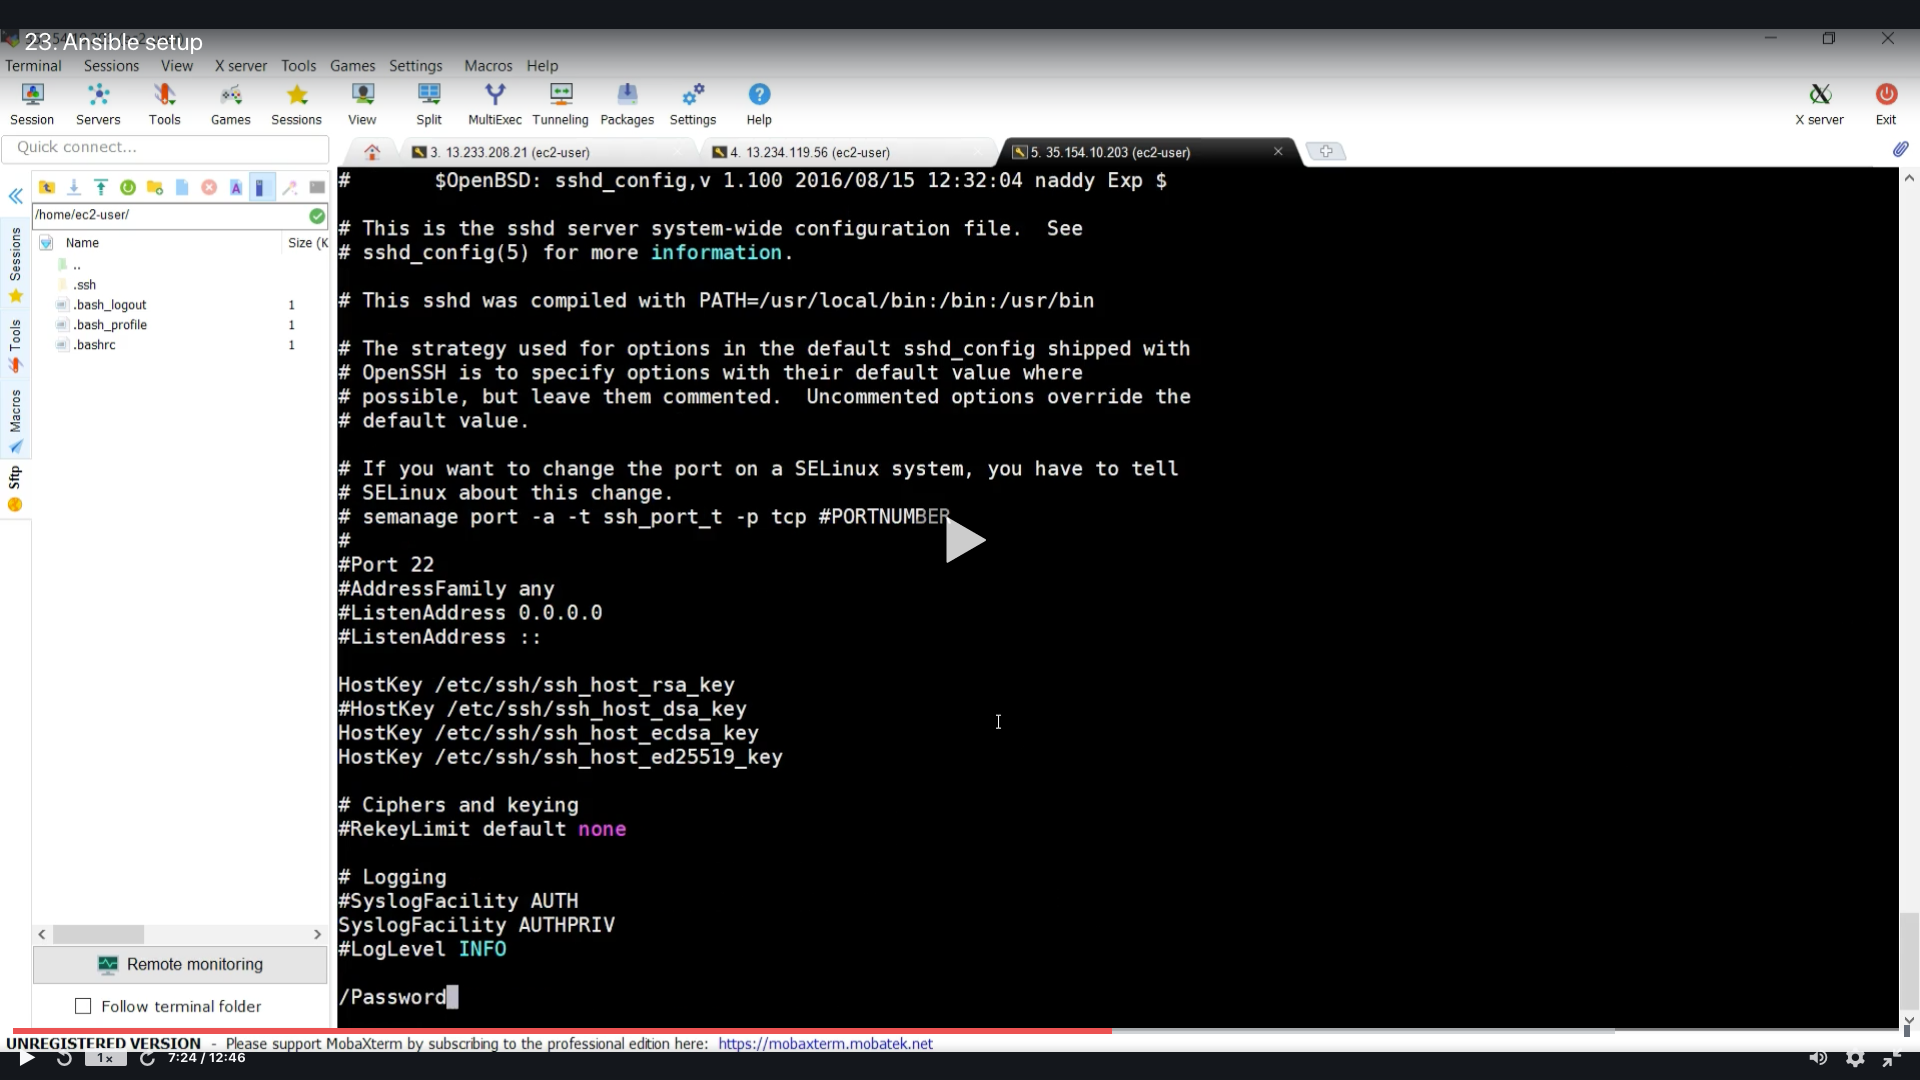 23. Ansible setup
Terminal Sessions View X server Tools Games Settings Macros Help
Session Servers Tools Games Sessions View Split MultiExec Tunneling Packages Settings Help X server Exit
Quick connect...
3. 13.233.208.21 (ec2-user)
4. 13.234.119.56 (ec2-user)
5. 35.154.10.203 (ec2-user)
/home/ec2-user/
Name Size (K
..
.ssh
.bash_logout 1
.bash_profile 1
.bashrc 1
Sessions
Tools
Macros
Sftp
Remote monitoring
Follow terminal folder
# $OpenBSD: sshd_config,v 1.100 2016/08/15 12:32:04 naddy Exp $
# This is the sshd server system-wide configuration file. See
# sshd_config(5) for more information.
# This sshd was compiled with PATH=/usr/local/bin:/bin:/usr/bin
# The strategy used for options in the default sshd_config shipped with
# OpenSSH is to specify options with their default value where
# possible, but leave them commented. Uncommented options override the
# default value.
# If you want to change the port on a SELinux system, you have to tell
# SELinux about this change.
# semanage port -a -t ssh_port_t -p tcp #PORTNUMBER
#
#Port 22
#AddressFamily any
#ListenAddress 0.0.0.0
#ListenAddress ::
HostKey /etc/ssh/ssh_host_rsa_key
#HostKey /etc/ssh/ssh_host_dsa_key
HostKey /etc/ssh/ssh_host_ecdsa_key
HostKey /etc/ssh/ssh_host_ed25519_key
# Ciphers and keying
#RekeyLimit default none
# Logging
#SyslogFacility AUTH
SyslogFacility AUTHPRIV
#LogLevel INFO
/Password
UNREGISTERED VERSION - Please support MobaXterm by subscribing to the professional edition here: https://mobaxterm.mobatek.net
1x 7:24 / 12:46